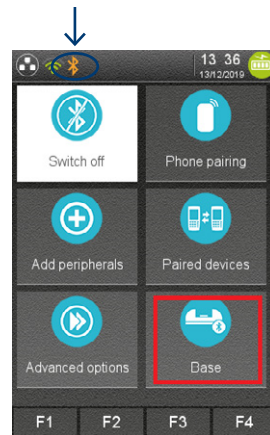 13 36
13/12/2019
Switch off
Phone pairing
Add peripherals
Paired devices
Advanced options
Base
F1 F2 F3 F4